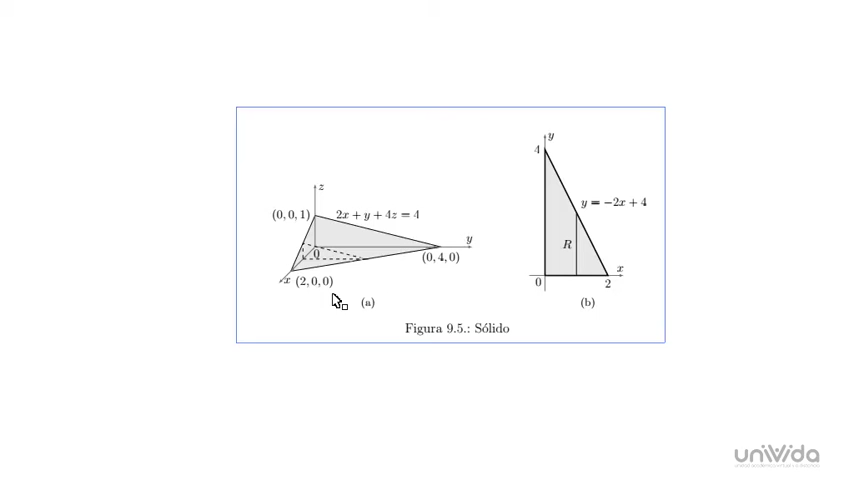 z
(0, 0, 1)
2x + y + 4z = 4
y
0
(0, 4, 0)
x
(2, 0, 0)
(a)
y
4
y = −2x + 4
R
x
0
2
(b)
Figura 9.5.: Sólido
uniVvida